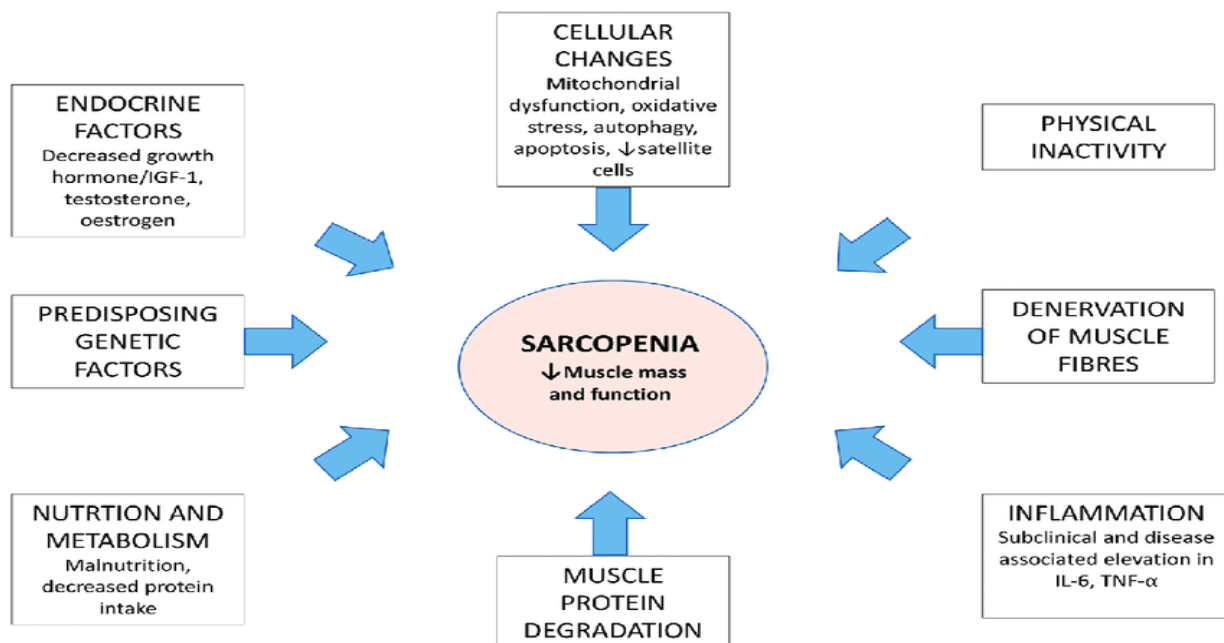 CELLULAR
CHANGES
Mitochondrial
dysfunction, oxidative
stress, autophagy,
apoptosis, ↓ satellite
cells
ENDOCRINE
FACTORS
Decreased growth
hormone/IGF-1,
testosterone,
oestrogen
PHYSICAL
INACTIVITY
PREDISPOSING
GENETIC
FACTORS
SARCOPENIA
↓ Muscle mass
and function
DENERVATION
OF MUSCLE
FIBRES
NUTRTION AND
METABOLISM
Malnutrition,
decreased protein
intake
MUSCLE
PROTEIN
DEGRADATION
INFLAMMATION
Subclinical and disease
associated elevation in
IL-6, TNF-α